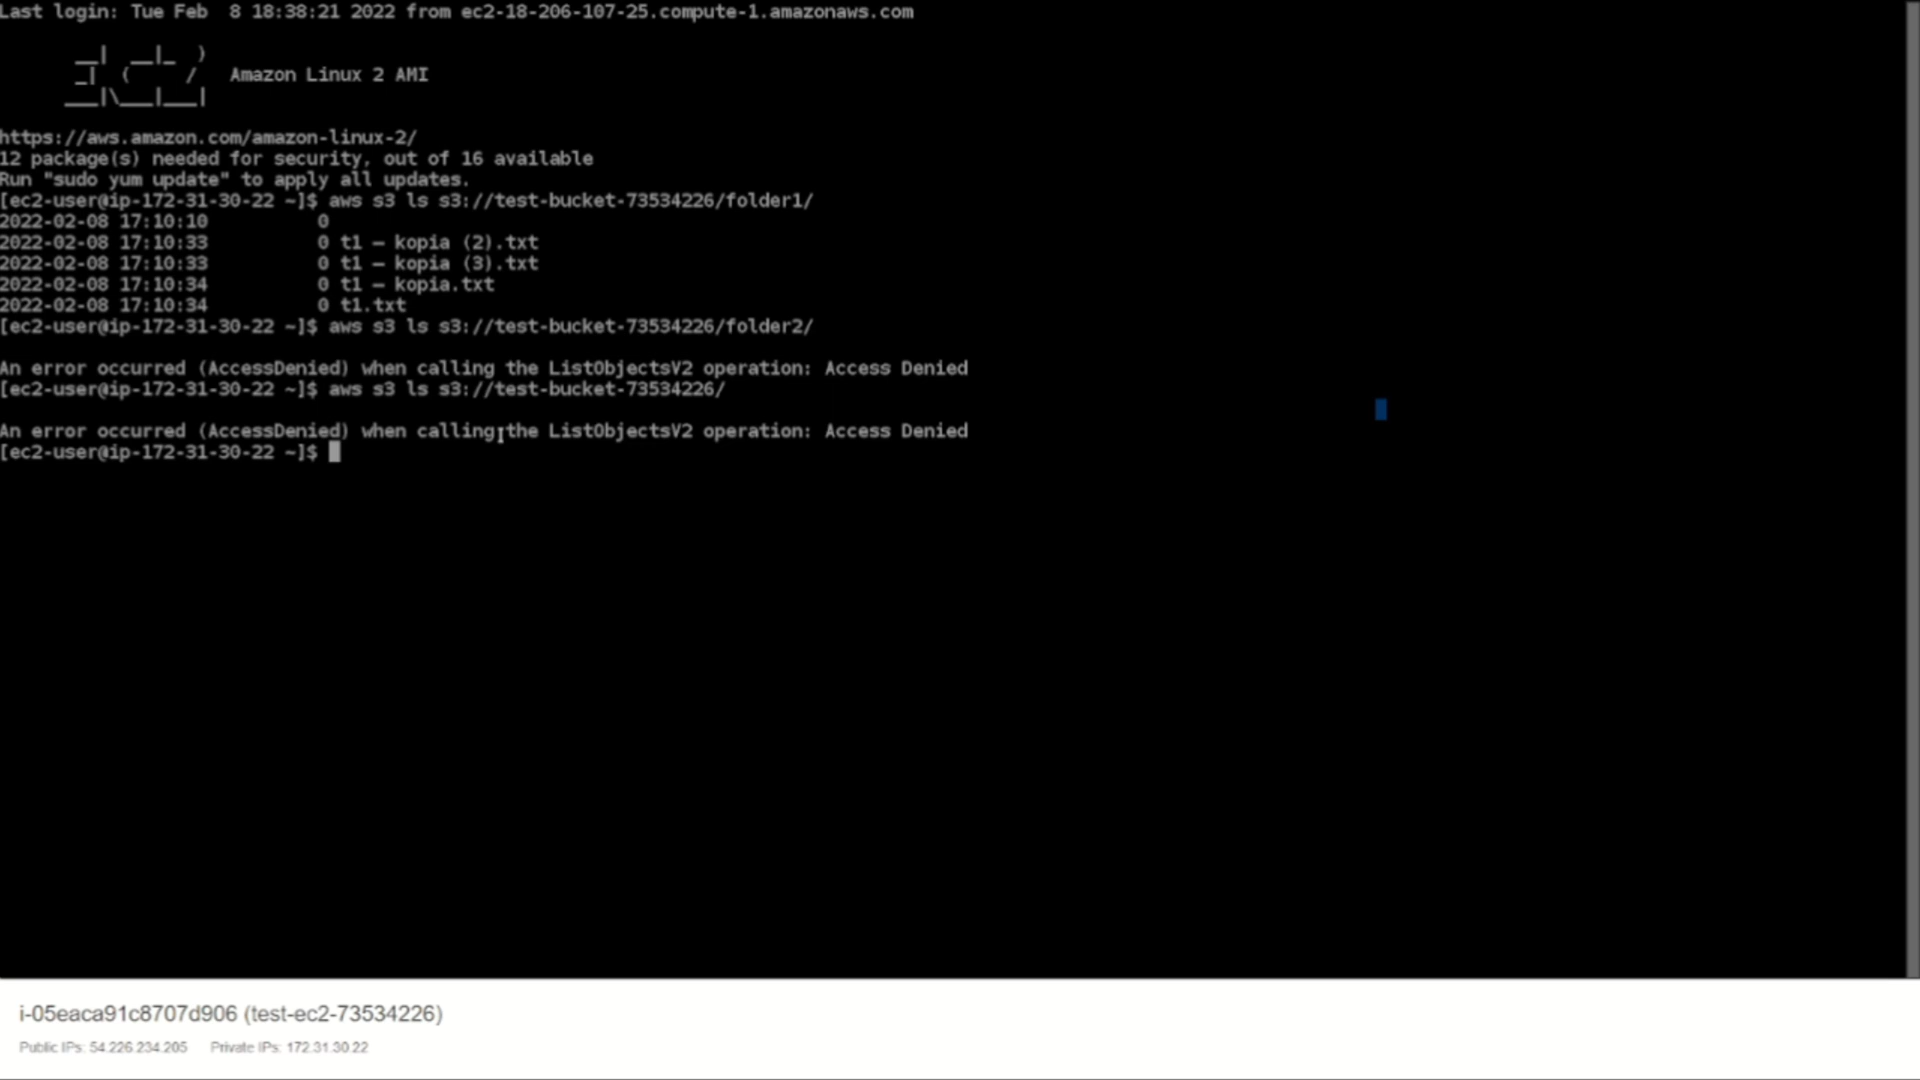 Last login: Tue Feb  8 18:38:21 2022 from ec2-18-206-107-25.compute-1.amazonaws.com
       __|  __|_  )
       _|  (     /   Amazon Linux 2 AMI
      ___|\___|___|
https://aws.amazon.com/amazon-linux-2/
12 package(s) needed for security, out of 16 available
Run "sudo yum update" to apply all updates.
[ec2-user@ip-172-31-30-22 ~]$ aws s3 ls s3://test-bucket-73534226/folder1/
2022-02-08 17:10:10          0
2022-02-08 17:10:33          0 t1 — kopia (2).txt
2022-02-08 17:10:33          0 t1 — kopia (3).txt
2022-02-08 17:10:34          0 t1 — kopia.txt
2022-02-08 17:10:34          0 t1.txt
[ec2-user@ip-172-31-30-22 ~]$ aws s3 ls s3://test-bucket-73534226/folder2/
An error occurred (AccessDenied) when calling the ListObjectsV2 operation: Access Denied
[ec2-user@ip-172-31-30-22 ~]$ aws s3 ls s3://test-bucket-73534226/
An error occurred (AccessDenied) when calling the ListObjectsV2 operation: Access Denied
[ec2-user@ip-172-31-30-22 ~]$
i-05eaca91c8707d906 (test-ec2-73534226)
Public IPs: 54.226.234.205     Private IPs: 172.31.30.22